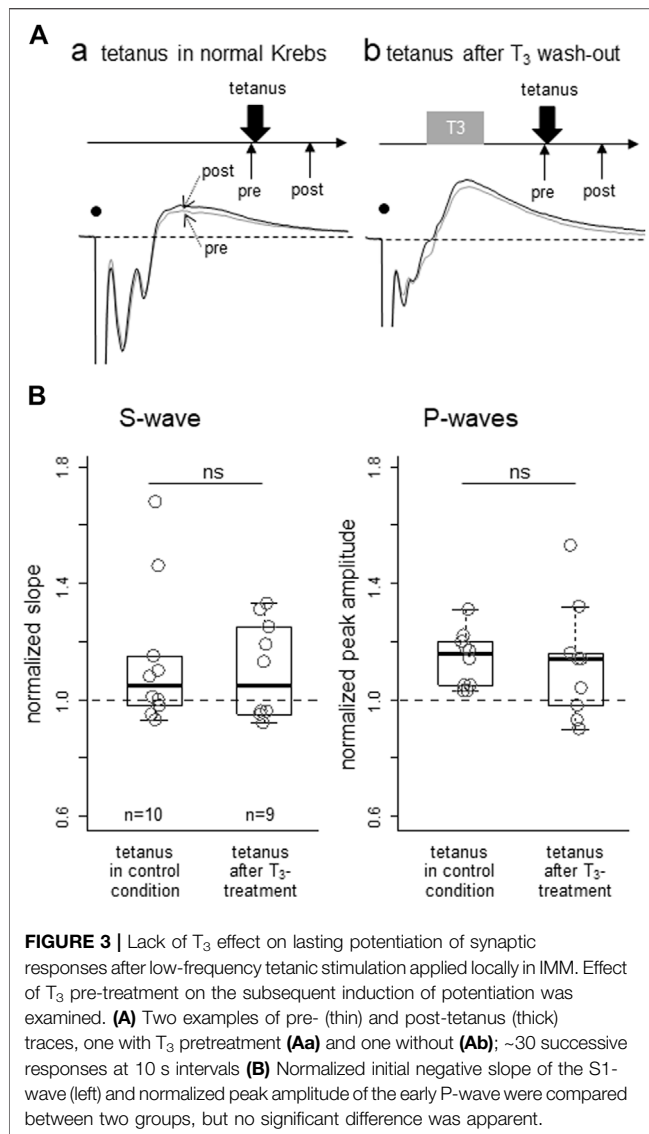 A
a tetanus in normal Krebs
b tetanus after T3 wash-out
tetanus
tetanus
T3
post
pre
post
pre
pre
post
B
S-wave
P-waves
ns
ns
normalized slope
normalized peak amplitude
1.8
1.4
1.0
0.6
1.8
1.4
1.0
0.6
n=10
n=9
tetanus
in control
condition
tetanus
after T3-
treatment
tetanus
in control
condition
tetanus
after T3-
treatment
FIGURE 3 | Lack of T3 effect on lasting potentiation of synaptic
responses after low-frequency tetanic stimulation applied locally in IMM. Effect
of T3 pre-treatment on the subsequent induction of potentiation was
examined. (A) Two examples of pre- (thin) and post-tetanus (thick)
traces, one with T3 pretreatment (Aa) and one without (Ab); ~30 successive
responses at 10 s intervals (B) Normalized initial negative slope of the S1-
wave (left) and normalized peak amplitude of the early P-wave were compared
between two groups, but no significant difference was apparent.